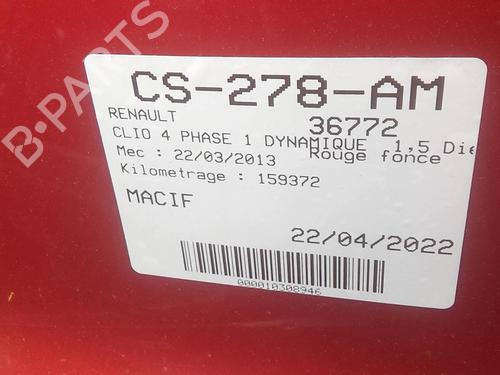 CS-278-AM
RENAULT 36772
CLIO 4 PHASE 1 DYNAMIQUE 1,5 Die
Mec : 22/03/2013 Rouge fonce
Kilometrage : 159372
MACIF
22/04/2022
000010308946
B-PARTS